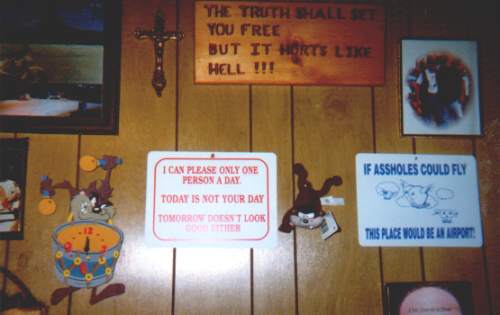 THE TRUTH SHALL SET
YOU FREE
BUT IT HURTS LIKE
HELL !!!
I CAN PLEASE ONLY ONE
PERSON A DAY.
TODAY IS NOT YOUR DAY
TOMORROW DOESN'T LOOK
GOOD EITHER
IF ASSHOLES COULD FLY
THIS PLACE WOULD BE AN AIRPORT!